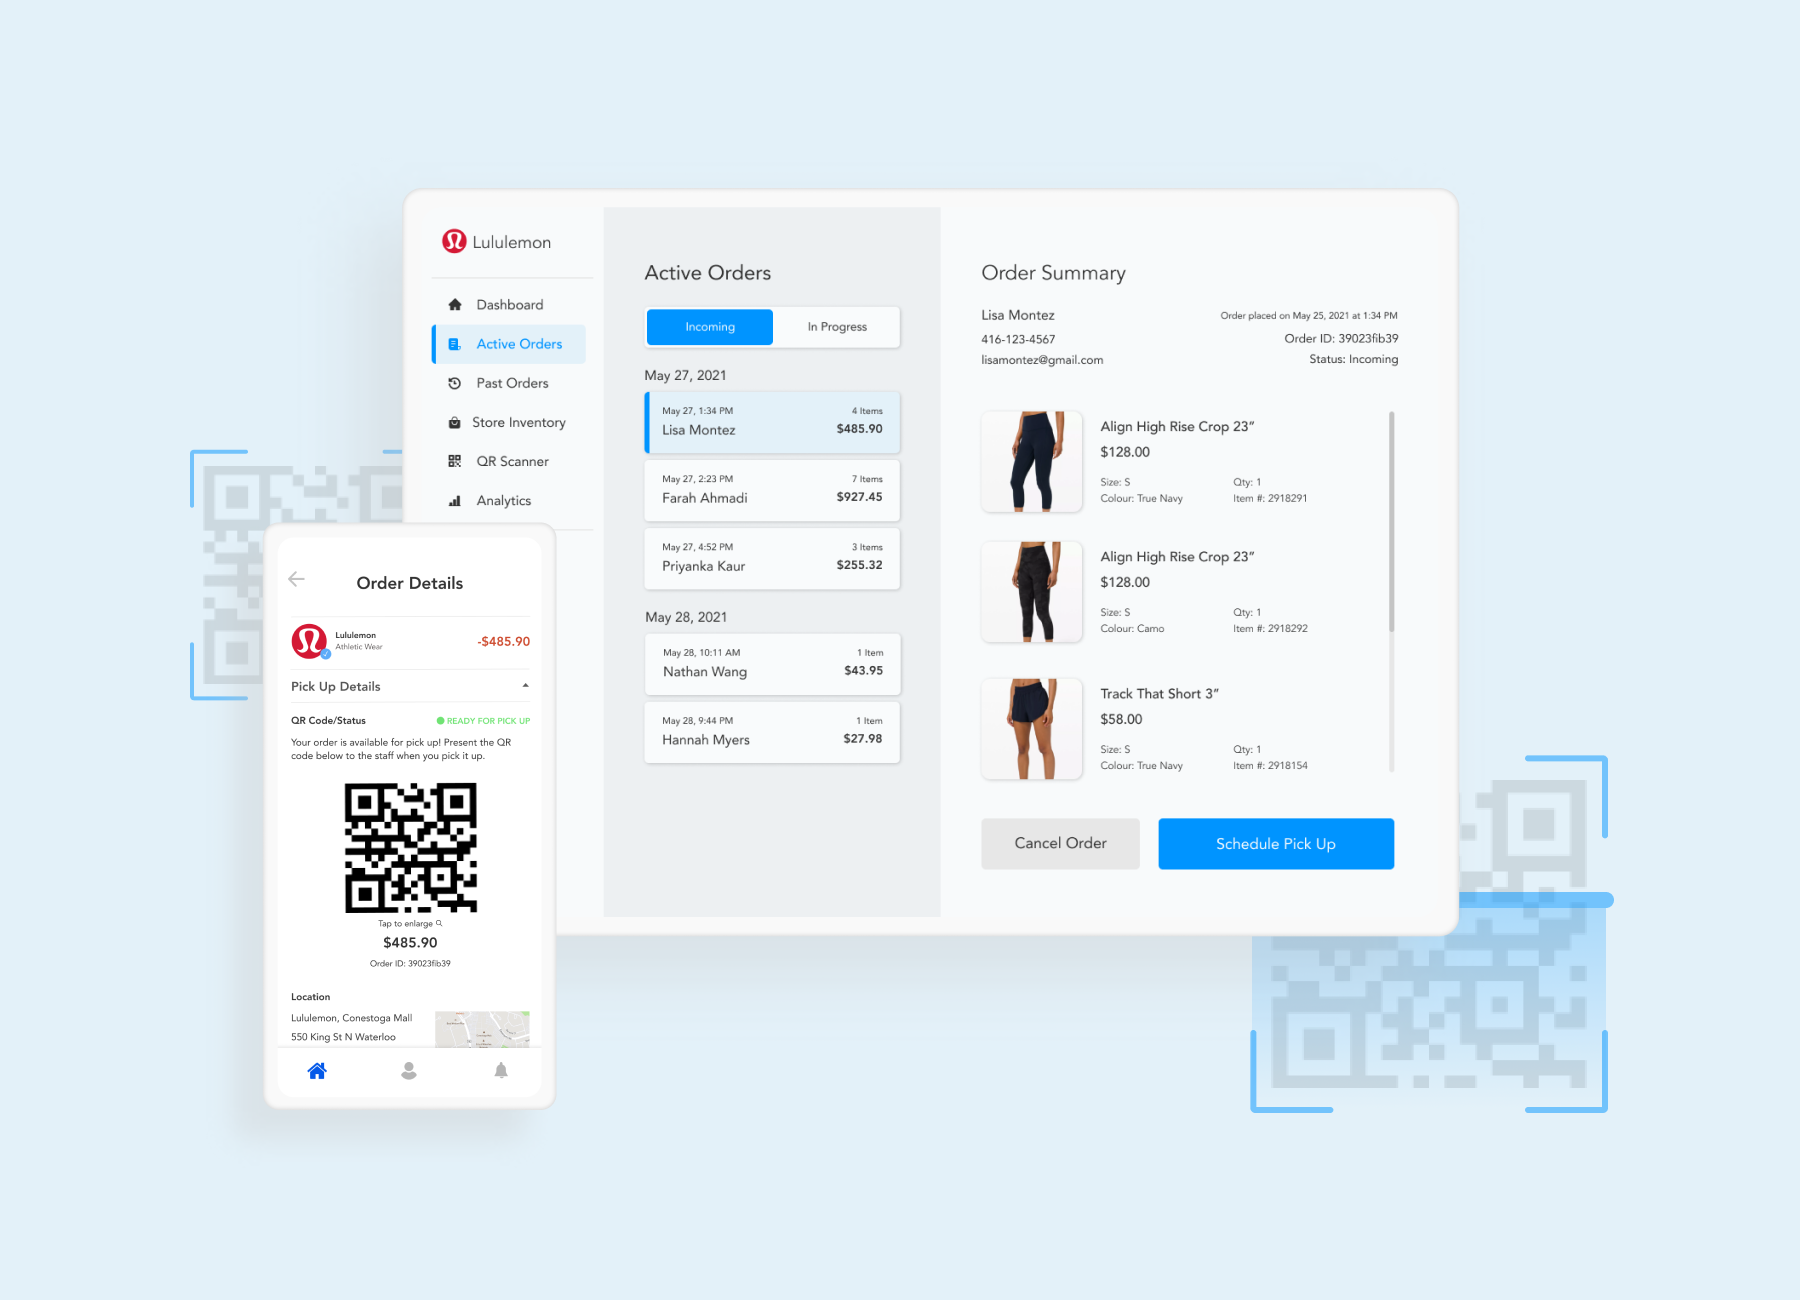 Lululemon
Dashboard
Active Orders
Past Orders
Store Inventory
QR Scanner
Analytics
Active Orders
Incoming
In Progress
May 27, 2021
May 27, 1:34 PM
4 Items
Lisa Montez
$485.90
May 27, 2:23 PM
7 Items
Farah Ahmadi
$927.45
May 27, 4:52 PM
3 Items
Priyanka Kaur
$255.32
May 28, 2021
May 28, 10:11 AM
1 Item
Nathan Wang
$43.95
May 28, 9:44 PM
1 Item
Hannah Myers
$27.98
Order Summary
Lisa Montez
416-123-4567
lisamontez@gmail.com
Order placed on May 25, 2021 at 1:34 PM
Order ID: 39023fib39
Status: Incoming
Align High Rise Crop 23”
$128.00
Size: S
Qty: 1
Colour: True Navy
Item #: 2918291
Align High Rise Crop 23”
$128.00
Size: S
Qty: 1
Colour: Camo
Item #: 2918292
Track That Short 3”
$58.00
Size: S
Qty: 1
Colour: True Navy
Item #: 2918154
Cancel Order
Schedule Pick Up
Order Details
Lululemon
Athletic Wear
-$485.90
Pick Up Details
QR Code/Status
READY FOR PICK UP
Your order is available for pick up! Present the QR
code below to the staff when you pick it up.
Tap to enlarge
$485.90
Order ID: 39023fib39
Location
Lululemon, Conestoga Mall
550 King St N Waterloo